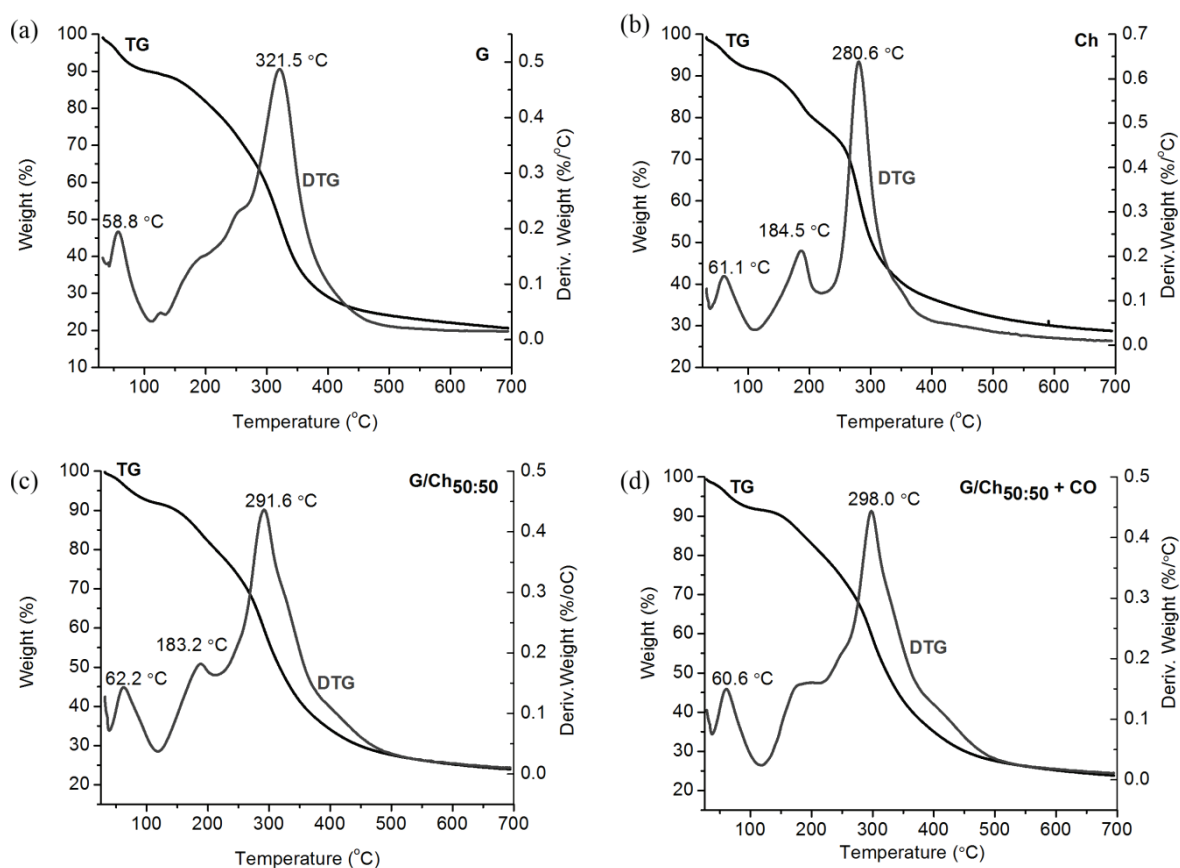 (a)
TG
G
321.5 °C
58.8 °C
DTG
100
90
80
70
60
50
40
30
20
10
0.5
0.4
0.3
0.2
0.1
0.0
100 200 300 400 500 600 700
Weight (%)
Deriv. Weight (%/°C)
Temperature (°C)
(b)
TG
Ch
280.6 °C
184.5 °C
61.1 °C
DTG
100
90
80
70
60
50
40
30
20
0.7
0.6
0.5
0.4
0.3
0.2
0.1
0.0
100 200 300 400 500 600 700
Weight (%)
Deriv. Weight (%/°C)
Temperature (°C)
(c)
TG
G/Ch50:50
291.6 °C
183.2 °C
62.2 °C
DTG
100
90
80
70
60
50
40
30
20
0.5
0.4
0.3
0.2
0.1
0.0
100 200 300 400 500 600 700
Weight (%)
Deriv.Weight (%/oC)
Temperature (°C)
(d)
TG
G/Ch50:50 + CO
298.0 °C
60.6 °C
DTG
100
90
80
70
60
50
40
30
20
0.5
0.4
0.3
0.2
0.1
0.0
100 200 300 400 500 600 700
Weight (%)
Deriv. Weight (%/°C)
Temperature (°C)